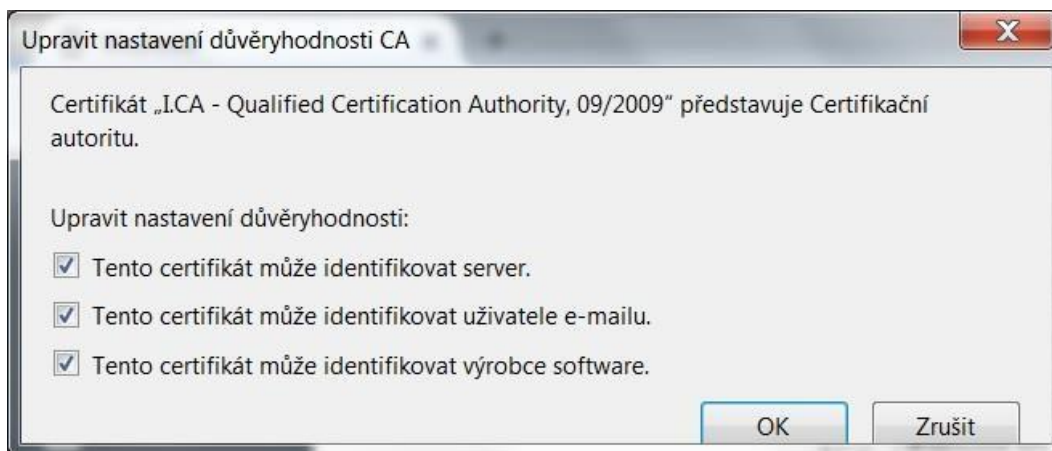 Upravit nastavení důvěryhodnosti CA
Certifikát „I.CA - Qualified Certification Authority, 09/2009“ představuje Certifikační
autoritu.
Upravit nastavení důvěryhodnosti:
Tento certifikát může identifikovat server.
Tento certifikát může identifikovat uživatele e-mailu.
Tento certifikát může identifikovat výrobce software.
OK Zrušit